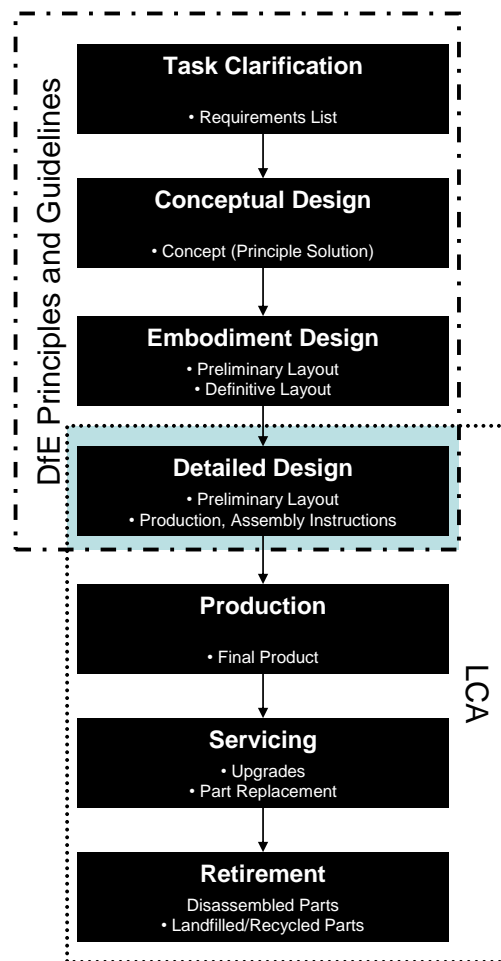 DfE Principles and Guidelines
Task Clarification
• Requirements List
Conceptual Design
• Concept (Principle Solution)
Embodiment Design
• Preliminary Layout
• Definitive Layout
Detailed Design
• Preliminary Layout
• Production, Assembly Instructions
Production
• Final Product
LCA
Servicing
• Upgrades
• Part Replacement
Retirement
Disassembled Parts
• Landfilled/Recycled Parts